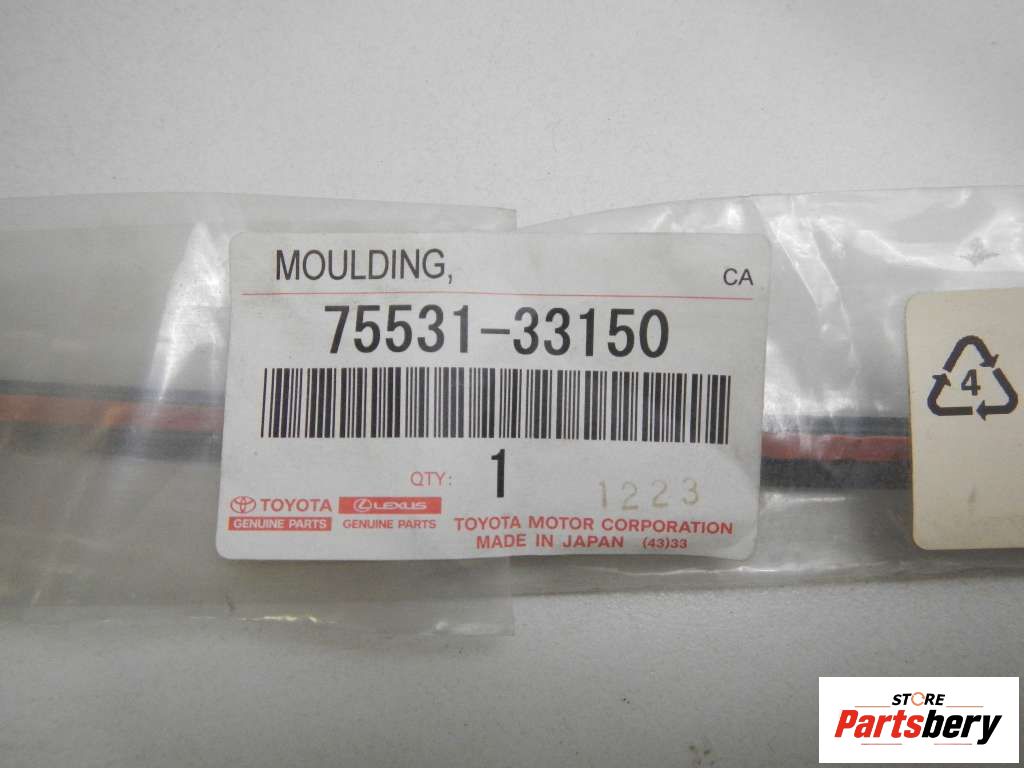 MOULDING,
CA
75531-33150
QTY: 1
1223
TOYOTA
GENUINE PARTS
LEXUS
GENUINE PARTS
TOYOTA MOTOR CORPORATION
MADE IN JAPAN (43)33
4
STORE
Partsbery